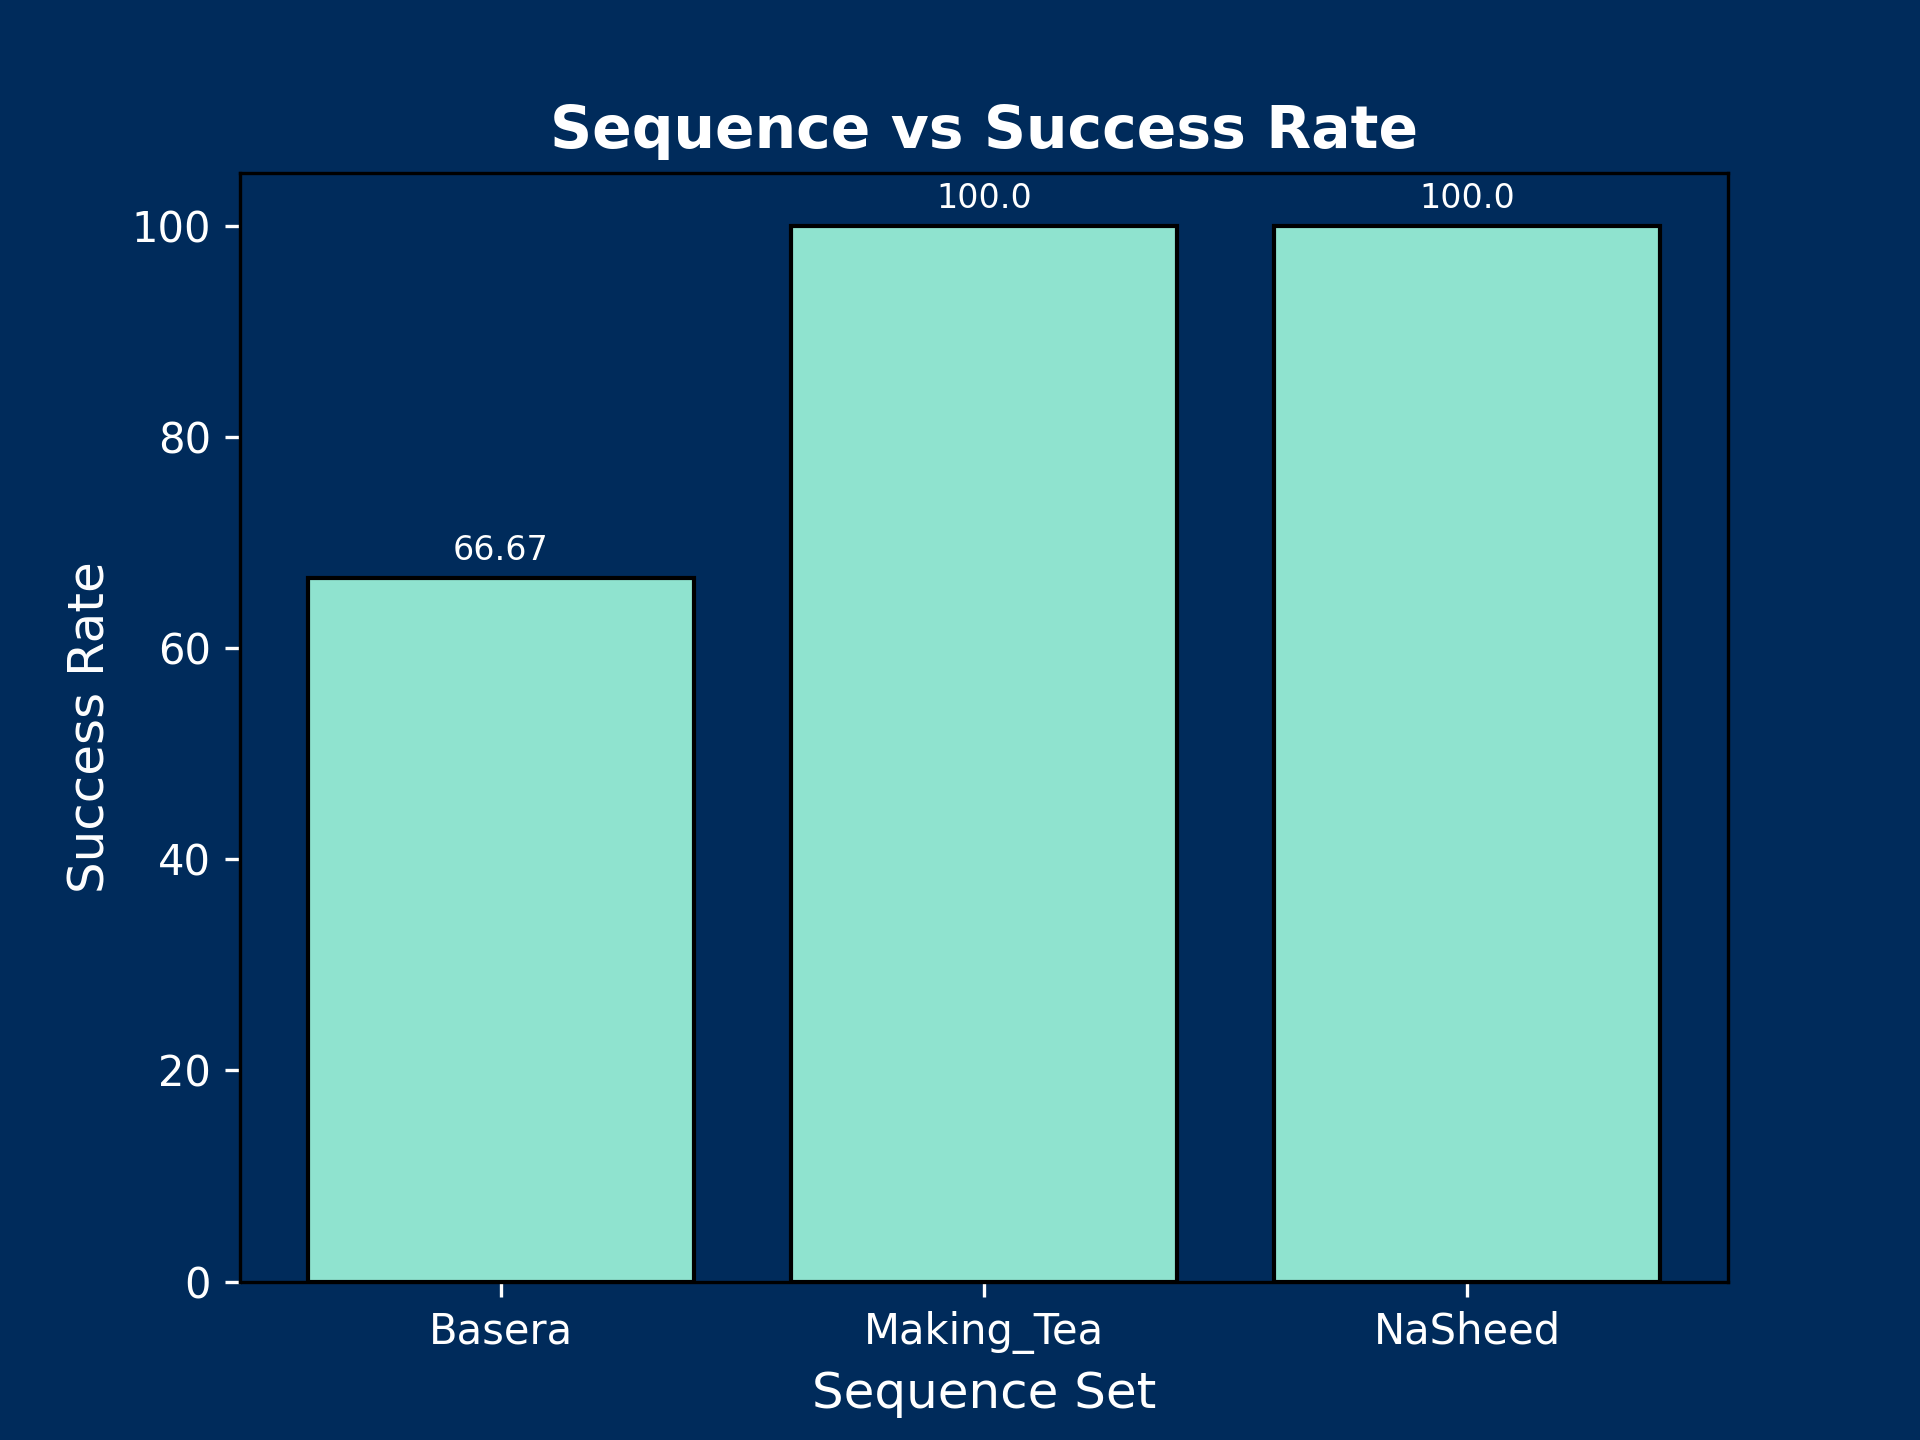 Sequence vs Success Rate
100.0
100.0
100
80
66.67
60
Success Rate
40
20
0
Basera
Making_Tea
NaSheed
Sequence Set